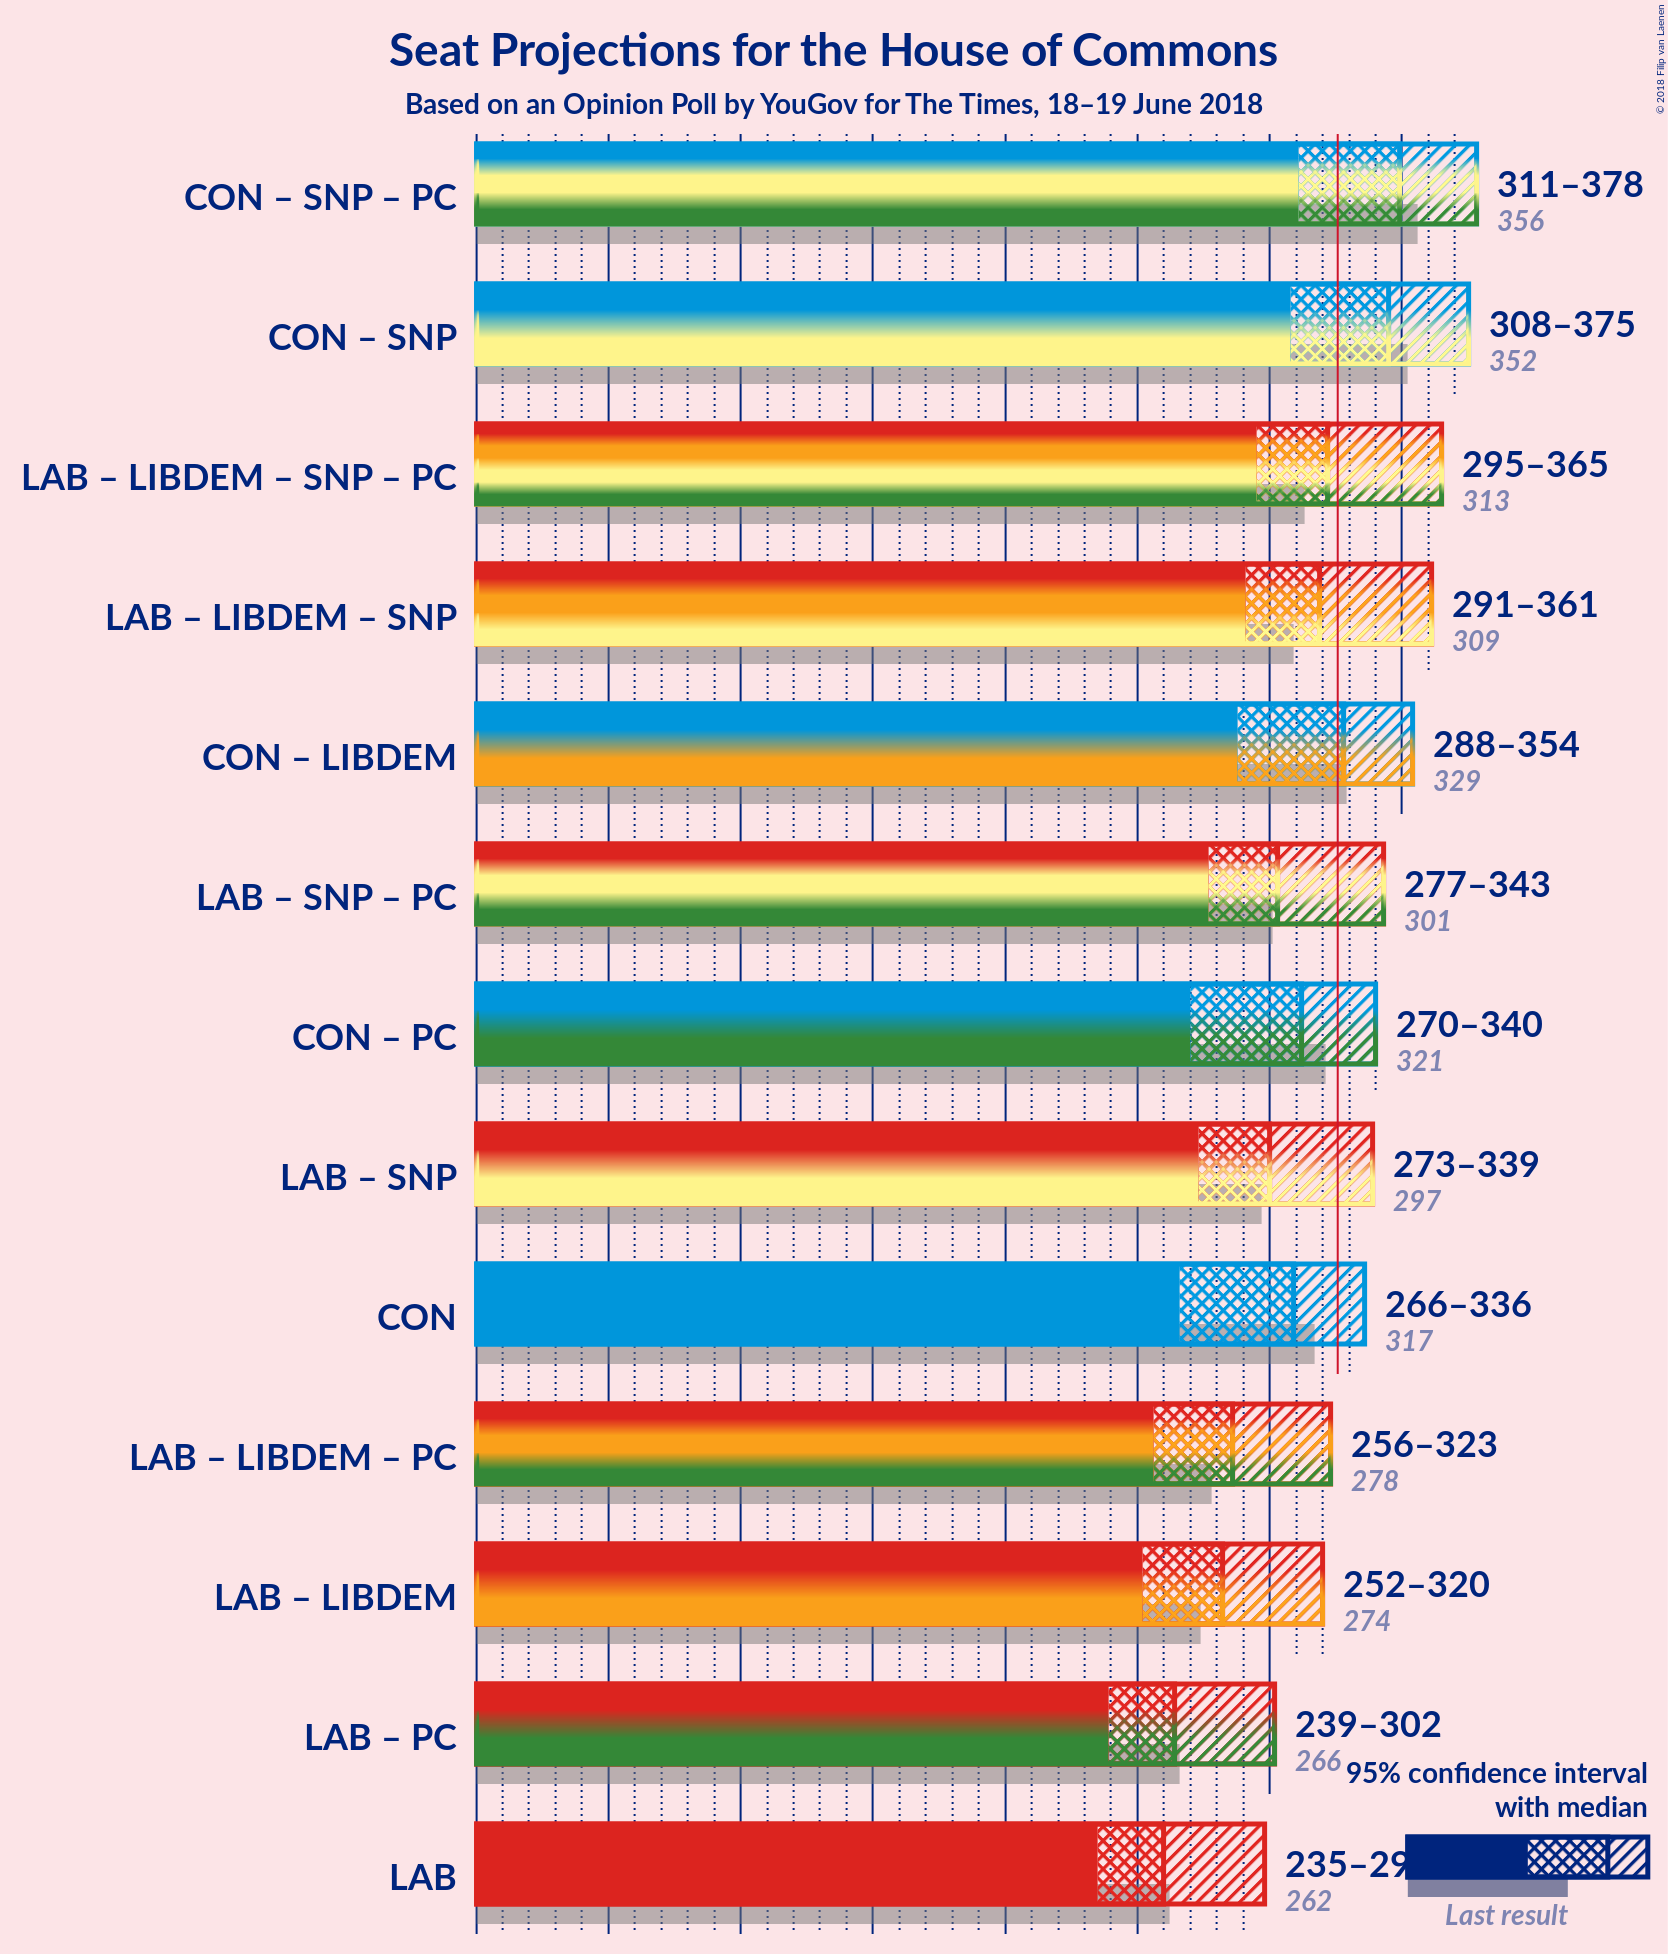 Seat Projections for the House of Commons
Based on an Opinion Poll by YouGov for The Times, 18–19 June 2018
© 2018 Filip van Laenen
CON – SNP – PC
311–378
356
CON – SNP
308–375
352
LAB – LIBDEM – SNP – PC
295–365
313
LAB – LIBDEM – SNP
291–361
309
CON – LIBDEM
288–354
329
LAB – SNP – PC
277–343
301
CON – PC
270–340
321
LAB – SNP
273–339
297
CON
266–336
317
LAB – LIBDEM – PC
256–323
278
LAB – LIBDEM
252–320
274
LAB – PC
239–302
266
95% confidence interval
with median
LAB
235–29
262
Last result